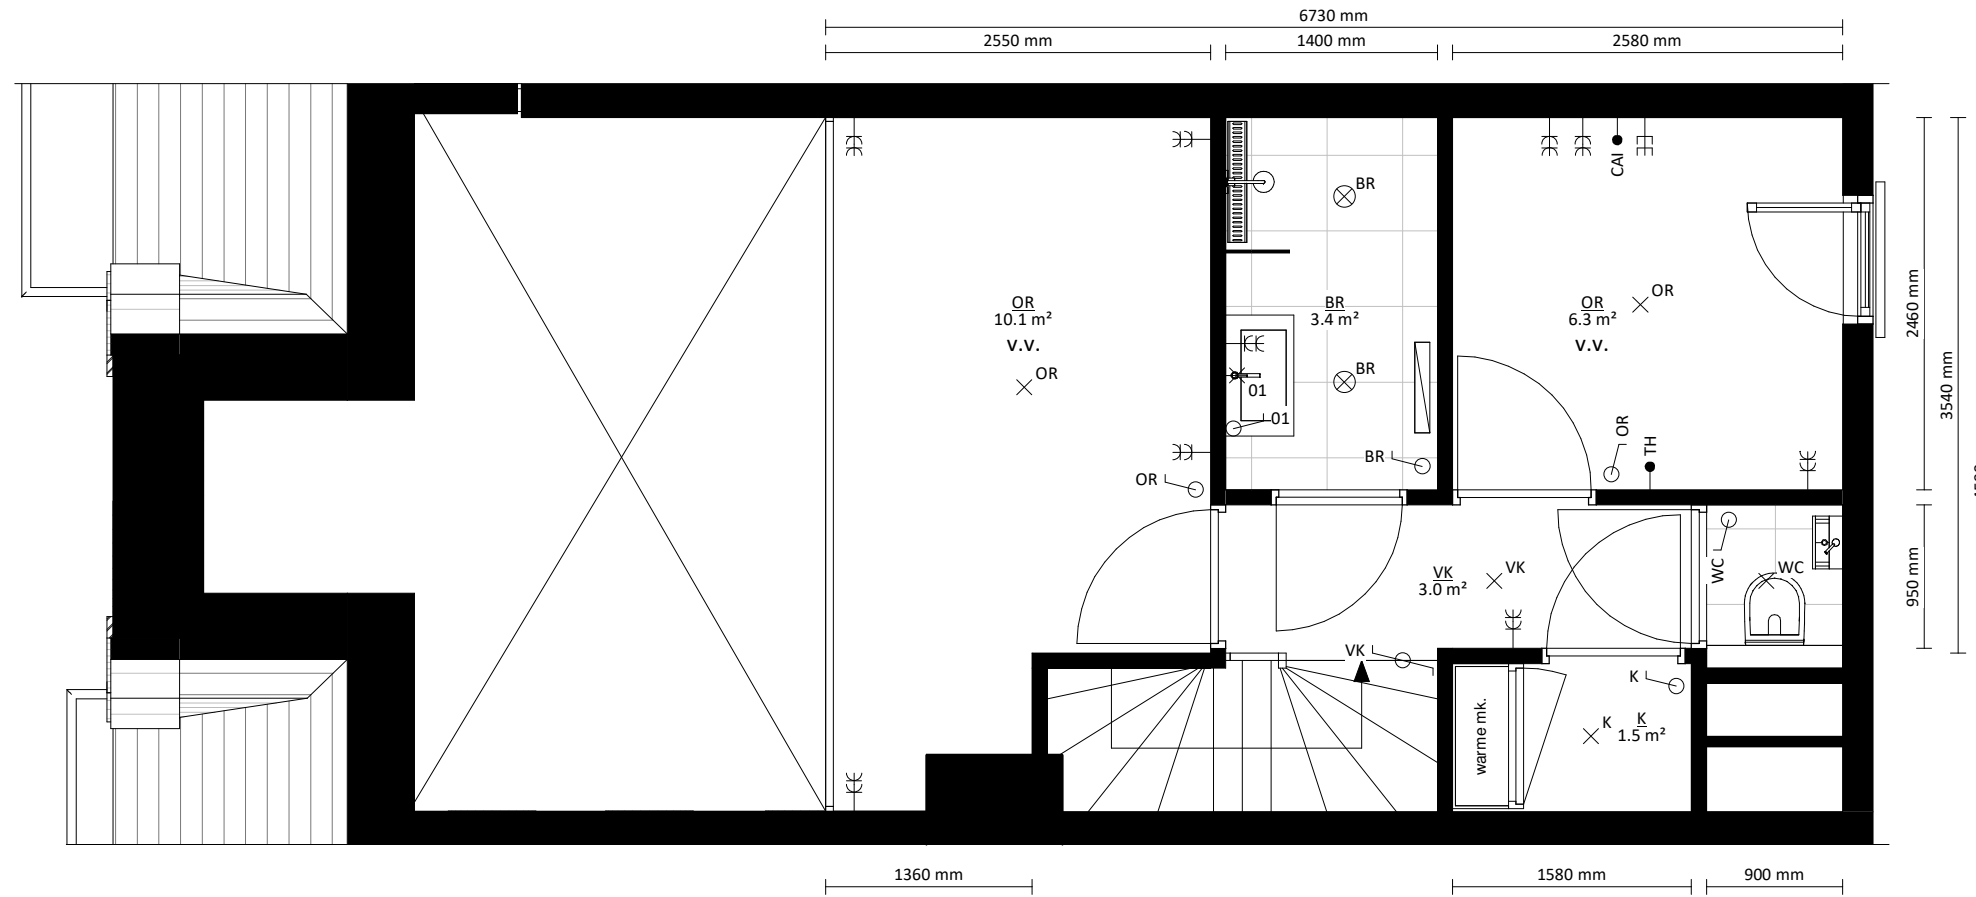 6730 mm
2550 mm
1400 mm
2580 mm
CAI
BR
OR
10.1 m²
v.v.
OR
BR
3.4 m²
OR
6.3 m²
v.v.
OR
2460 mm
3540 mm
BR
01
01
BR
OR
OR
TH
VK
3.0 m²
VK
WC
WC
950 mm
VK
K
warme mk.
K
K
1.5 m²
1360 mm
1580 mm
900 mm